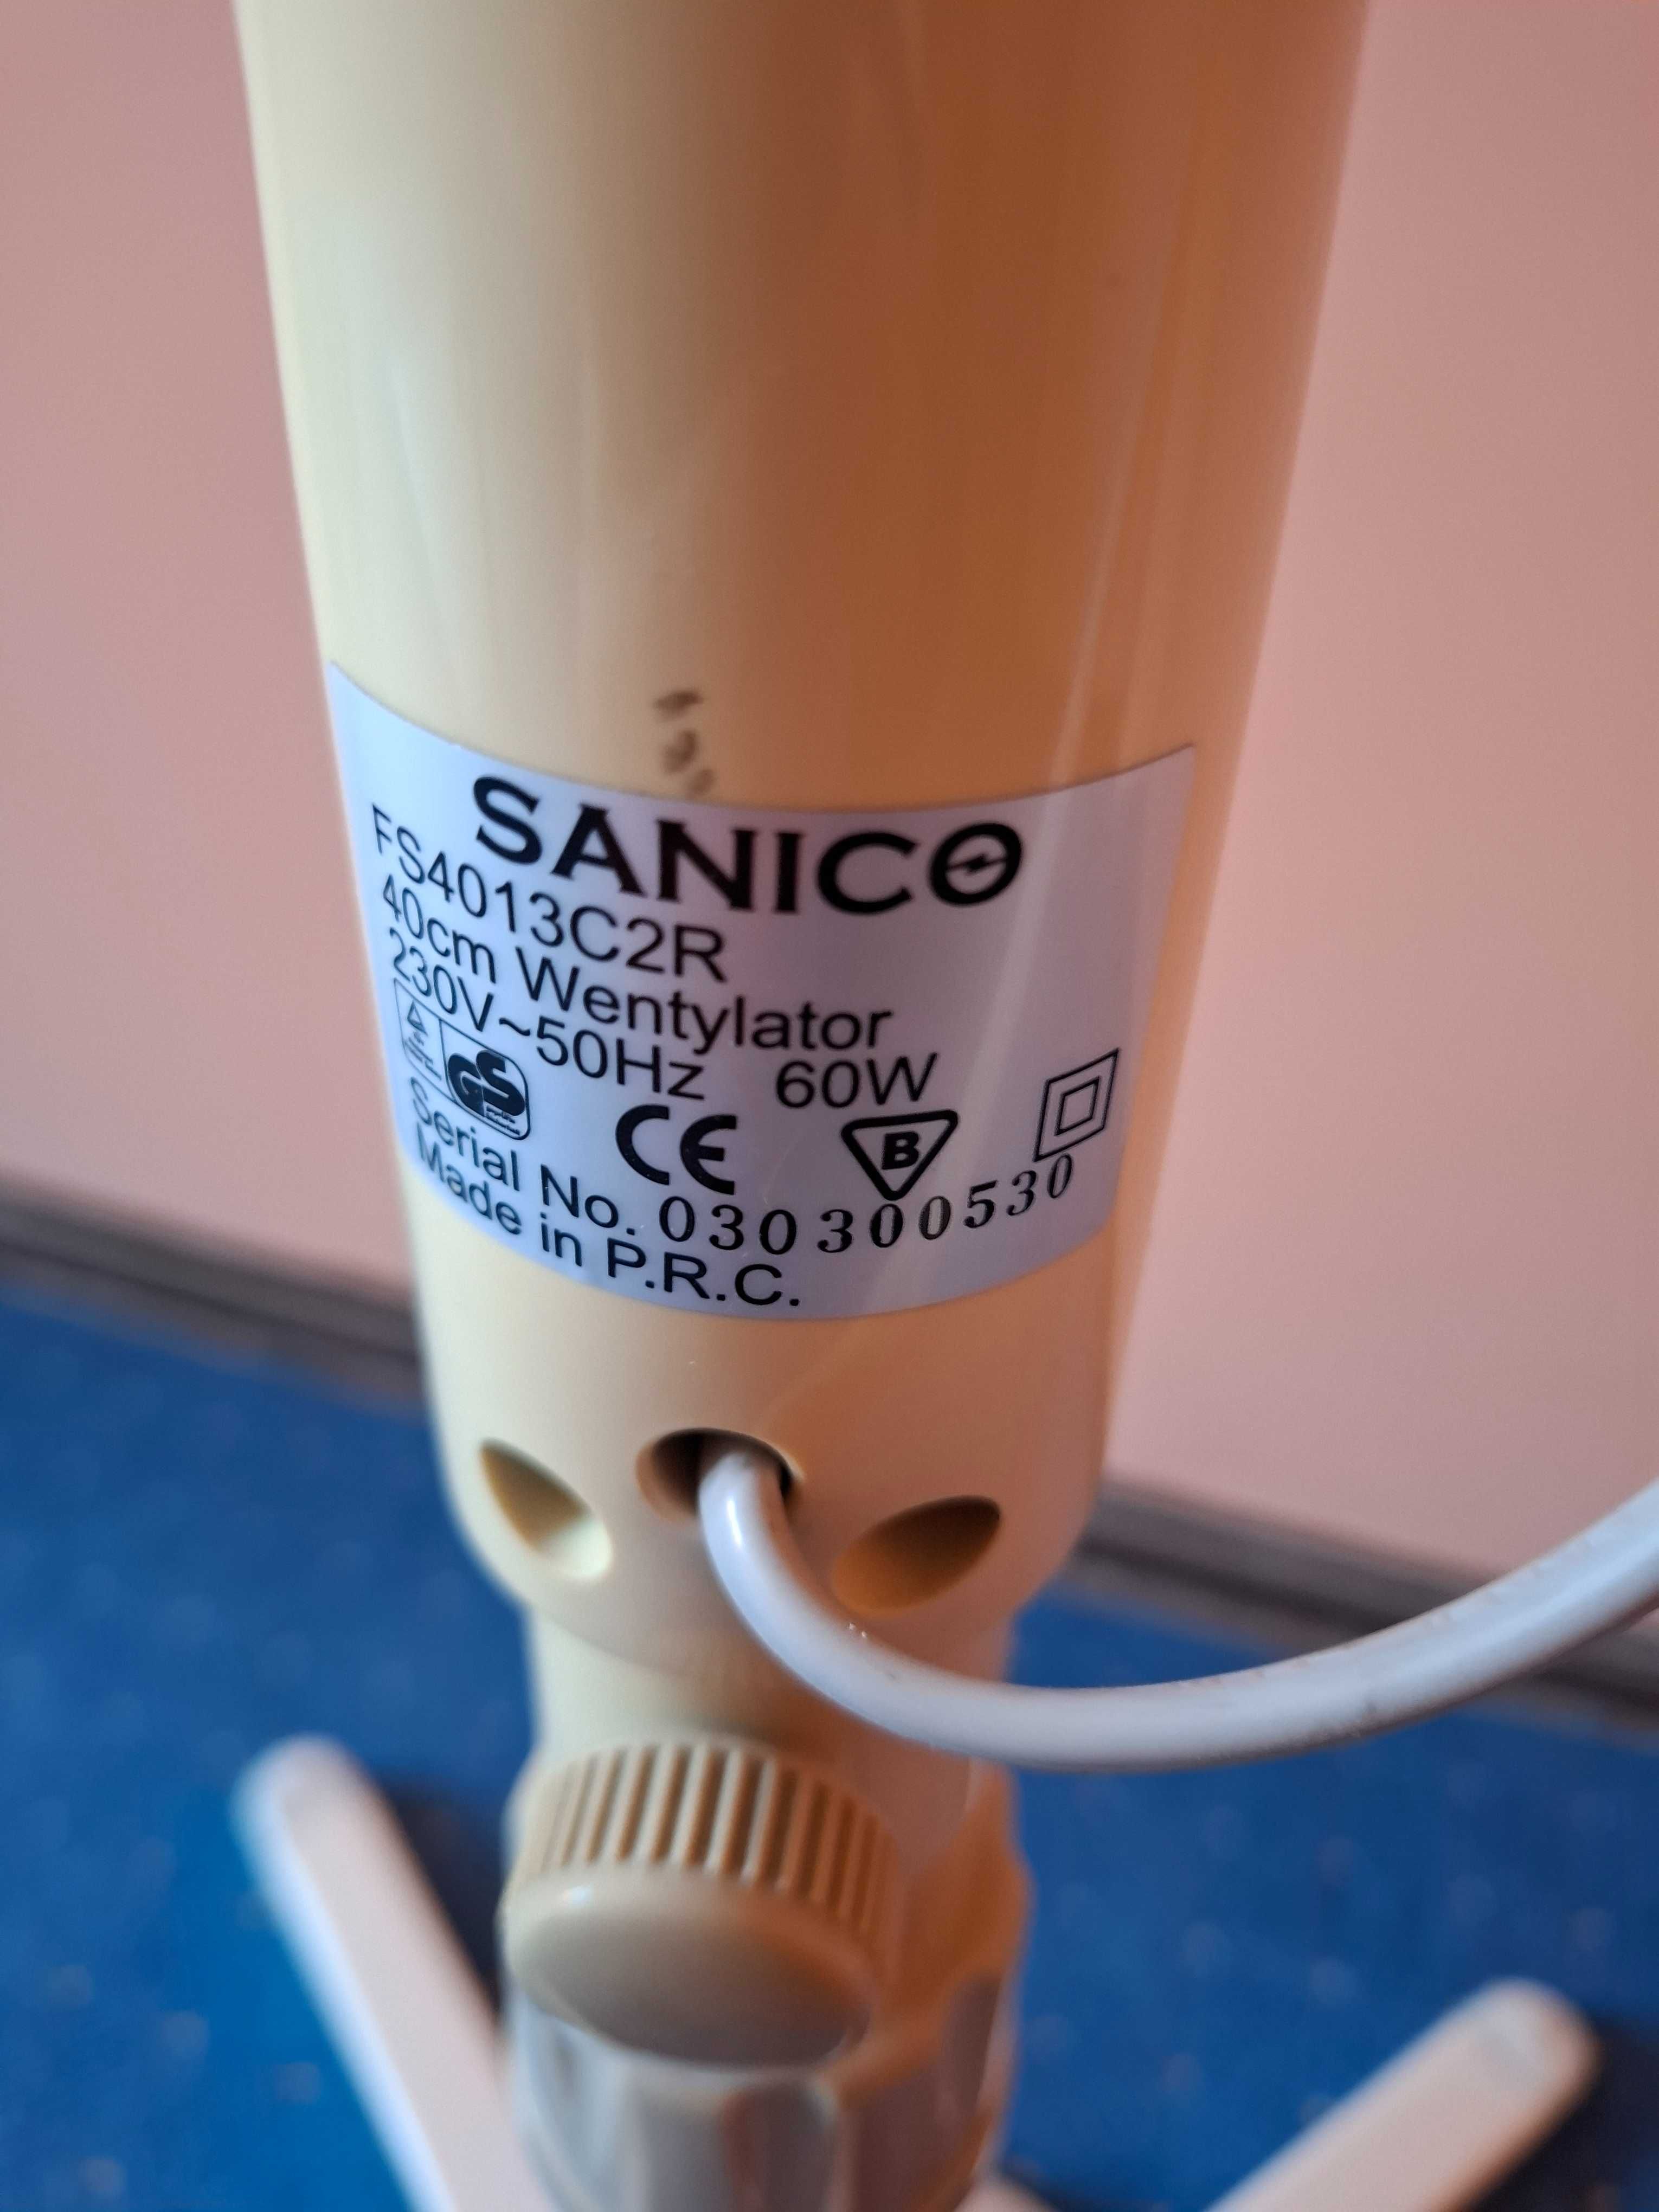 SANICO
FS4013C2R
40cm Wentylator
230V~50Hz 60W
GS CE B
Serial No. 030300530
Made in P.R.C.